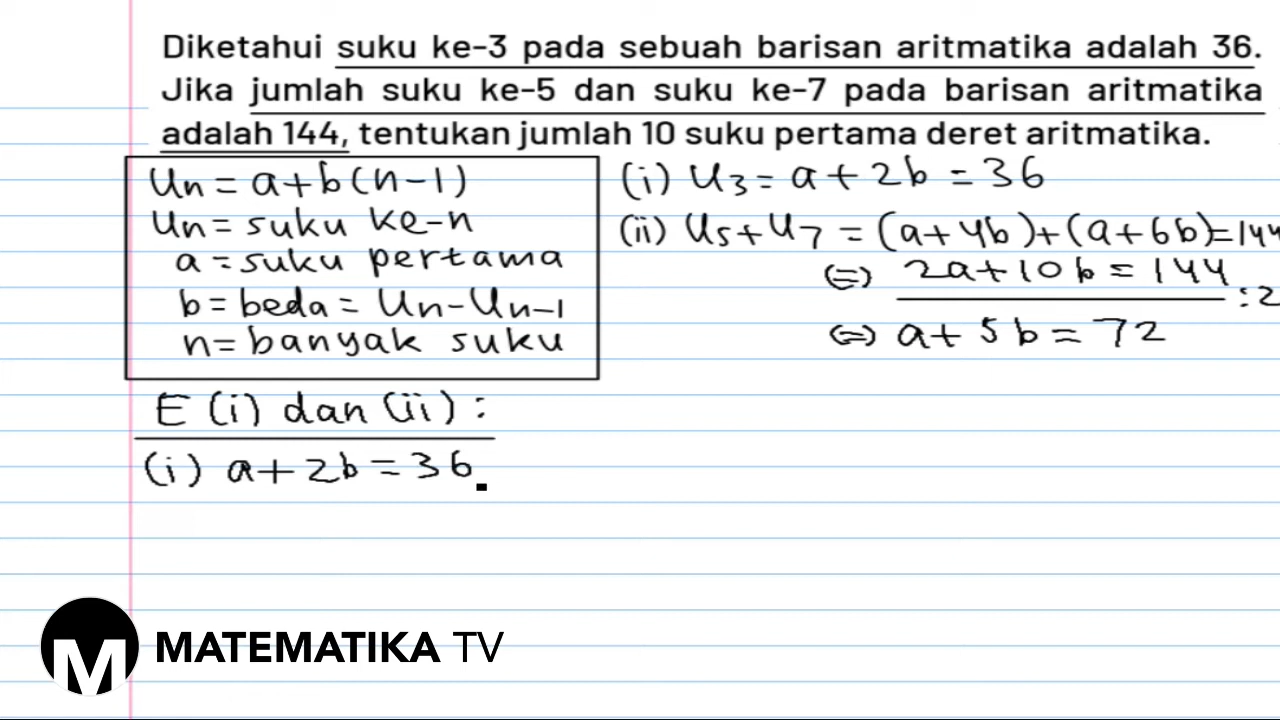 Diketahui suku ke-3 pada sebuah barisan aritmatika adalah 36.
Jika jumlah suku ke-5 dan suku ke-7 pada barisan aritmatika
adalah 144, tentukan jumlah 10 suku pertama deret aritmatika.
Un = a+b(n-1)
Un = suku ke-n
a = suku pertama
b = beda = Un - Un-1
n = banyak suku
(i) U3 = a + 2b = 36
(ii) U5 + U7 = (a+4b)+(a+6b)=144
(=) 2a+10b = 144
:2
(=) a+5b = 72
E (i) dan (ii) :
(i) a+2b=36
M MATEMATIKA TV